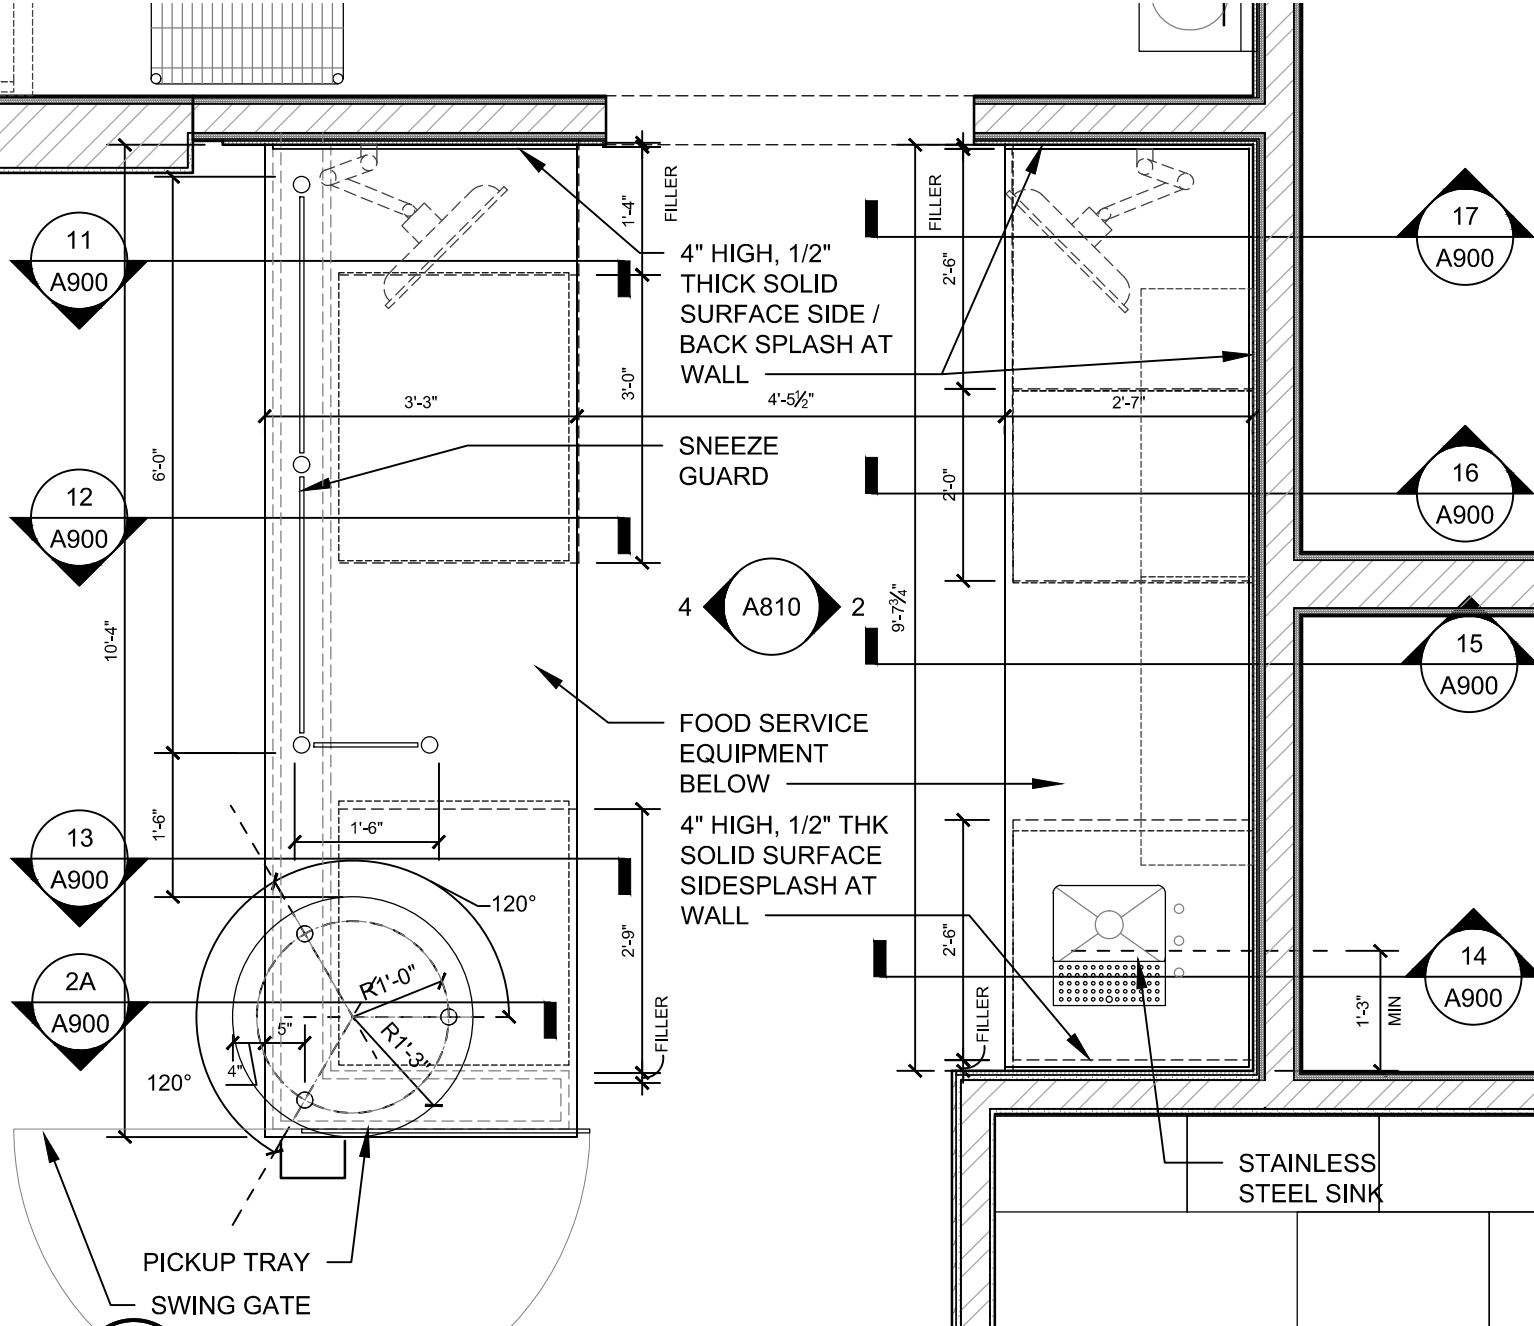 11
A900
12
A900
13
A900
2A
A900
17
A900
16
A900
15
A900
14
A900
4
A810
2
4" HIGH, 1/2"
THICK SOLID
SURFACE SIDE /
BACK SPLASH AT
WALL
SNEEZE
GUARD
FOOD SERVICE
EQUIPMENT
BELOW
4" HIGH, 1/2" THK
SOLID SURFACE
SIDESPLASH AT
WALL
STAINLESS
STEEL SINK
PICKUP TRAY
SWING GATE
10'-4"
6'-0"
1'-6"
1'-6"
3'-3"
4'-5½"
2'-7"
1'-4"
FILLER
3'-0"
2'-9"
FILLER
FILLER
2'-6"
2'-0"
9'-7¾"
2'-6"
FILLER
1'-3"
MIN
120°
120°
R1'-0"
R1'-3"
5"
4"